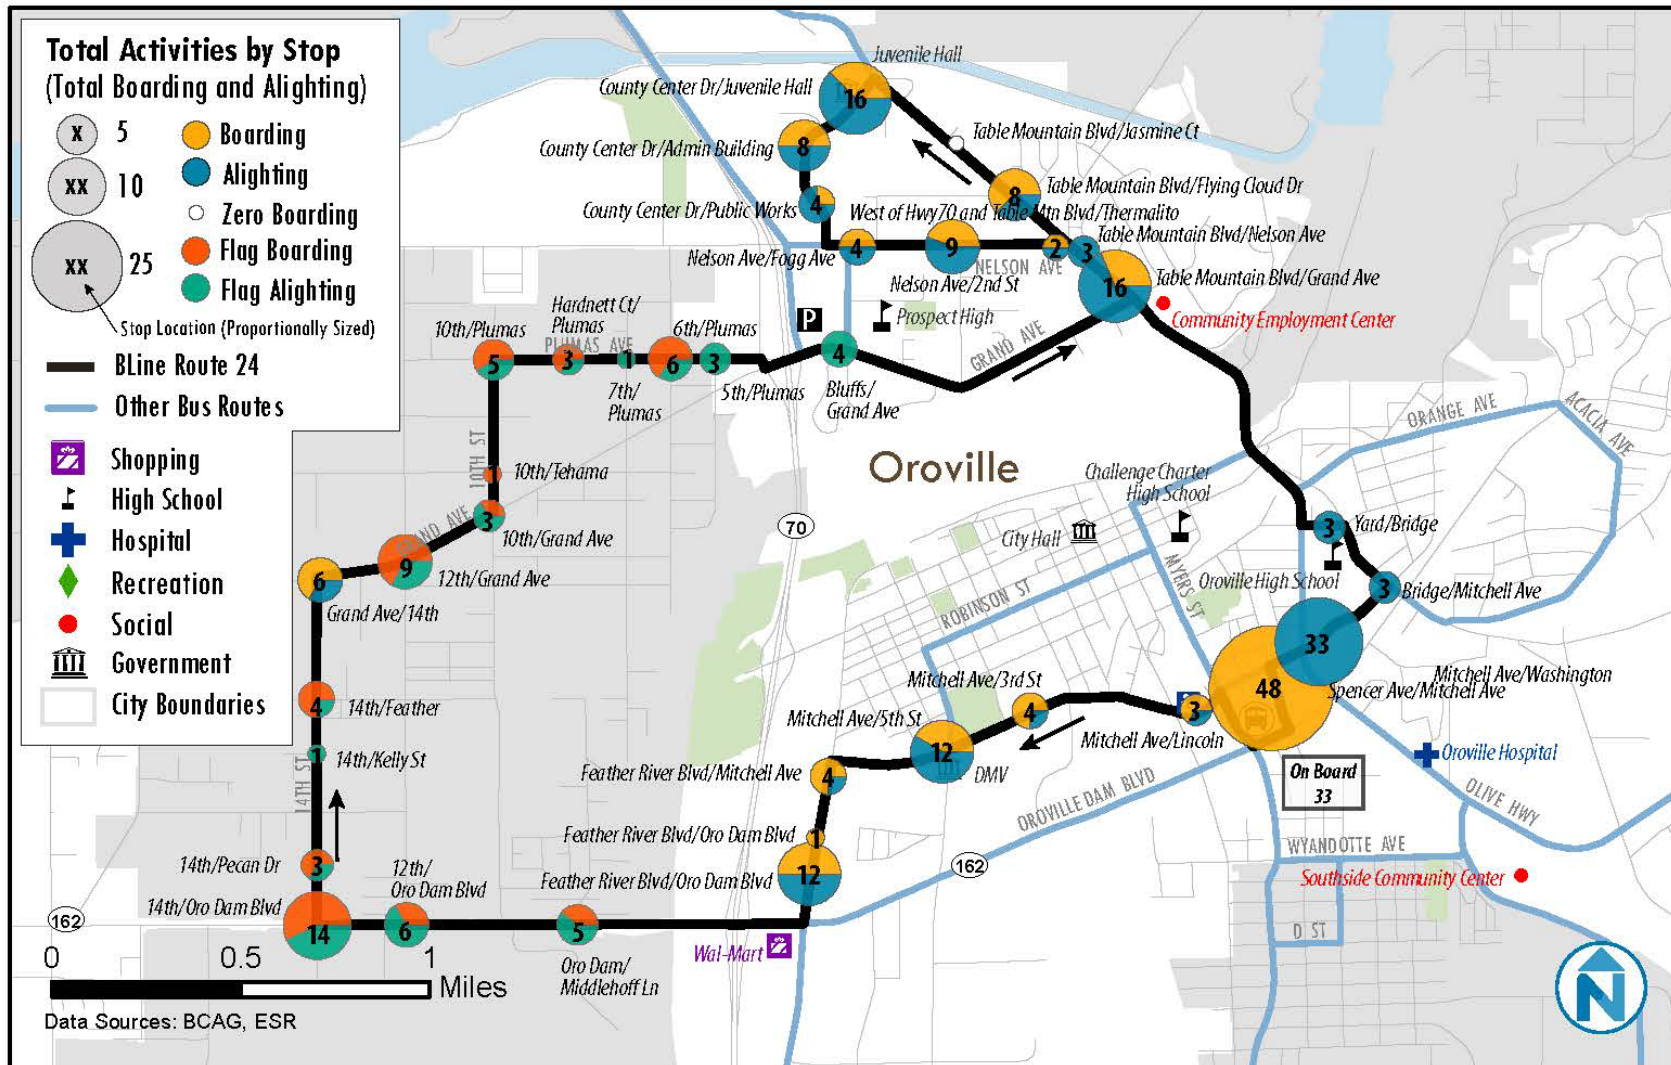 Total Activities by Stop
(Total Boarding and Alighting)
x 5
xx 10
xx 25
Boarding
Alighting
Zero Boarding
Flag Boarding
Flag Alighting
Stop Location (Proportionally Sized)
BLine Route 24
Other Bus Routes
Shopping
High School
Hospital
Recreation
Social
Government
City Boundaries
Juvenile Hall
County Center Dr/Juvenile Hall
16
Table Mountain Blvd/Jasmine Ct
County Center Dr/Admin Building
8
8
Table Mountain Blvd/Flying Cloud Dr
County Center Dr/Public Works
4
West of Hwy70 and Table Mtn Blvd/Thermalito
Table Mountain Blvd/Nelson Ave
Nelson Ave/Fogg Ave
4
9
2
3
NELSON AVE
Nelson Ave/2nd St
16
Table Mountain Blvd/Grand Ave
Community Employment Center
P
Prospect High
GRAND AVE
4
Bluffs/
Grand Ave
10th/Plumas
Hardnett Ct/
Plumas
PLUMAS AVE
6th/Plumas
5
3
1
6
3
7th/
Plumas
5th/Plumas
10TH ST
1
10th/Tehama
GRAND AVE
3
10th/Grand Ave
9
12th/Grand Ave
6
Grand Ave/14th
4
14th/Feather
1
14th/Kelly St
14TH ST
14th/Pecan Dr
3
14th/Oro Dam Blvd
14
12th/
Oro Dam Blvd
6
5
Oro Dam/
Middlehoff Ln
162
Oroville
70
ORANGE AVE
ACACIA AVE
Challenge Charter
High School
City Hall
MYERS ST
ROBINSON ST
3
Yard/Bridge
Oroville High School
3
Bridge/Mitchell Ave
33
Mitchell Ave/Washington
48
Spencer Ave/Mitchell Ave
Mitchell Ave/3rd St
4
3
Mitchell Ave/Lincoln
Mitchell Ave/5th St
12
DMV
Feather River Blvd/Mitchell Ave
4
Feather River Blvd/Oro Dam Blvd
1
Feather River Blvd/Oro Dam Blvd
12
Wal-Mart
OROVILLE DAM BLVD
162
On Board
33
Oroville Hospital
OLIVE HWY
WYANDOTTE AVE
Southside Community Center
D ST
0 0.5 1
Miles
Data Sources: BCAG, ESR
N